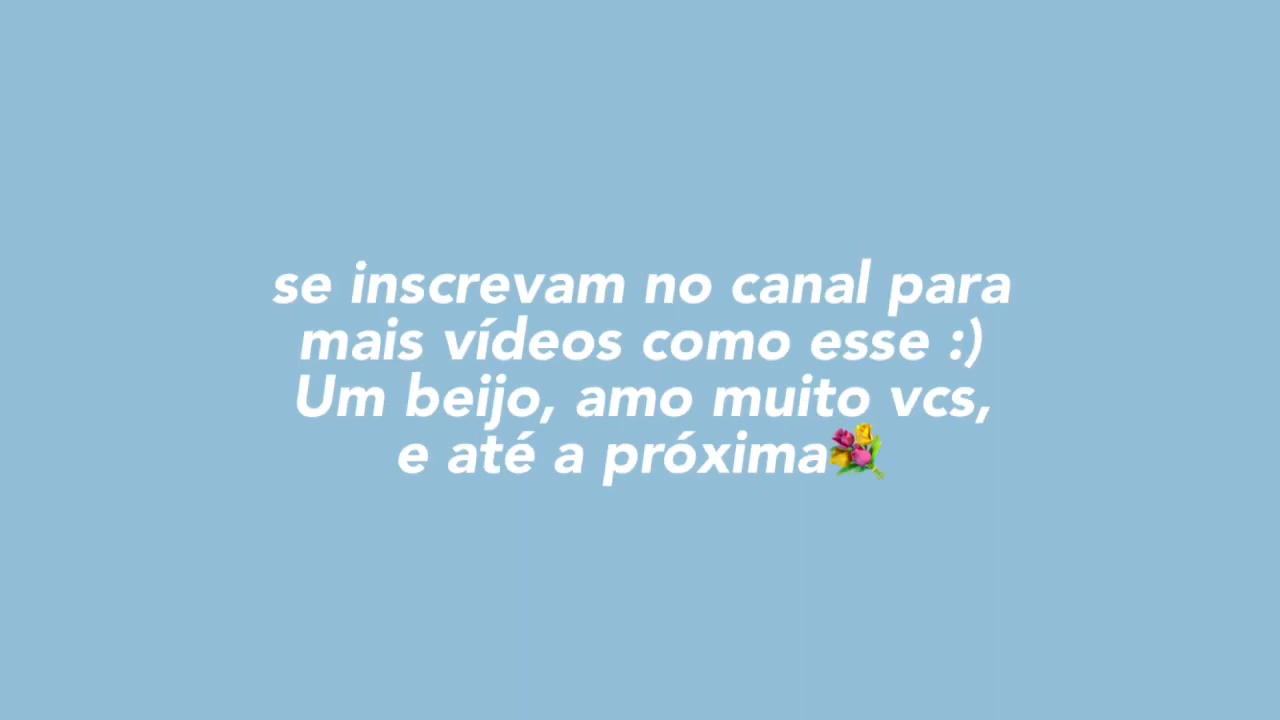 se inscrevam no canal para
mais vídeos como esse :)
Um beijo, amo muito vcs,
e até a próxima💐